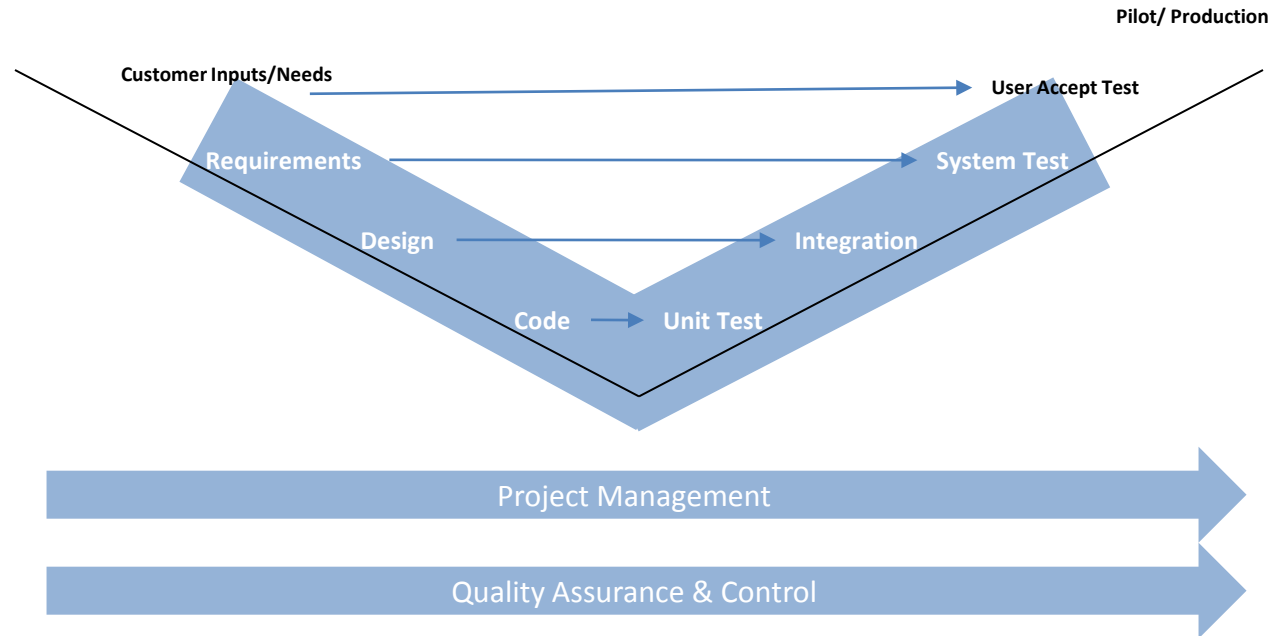 Pilot/ Production
Customer Inputs/Needs
User Accept Test
Requirements
System Test
Design
Integration
Code
Unit Test
Project Management
Quality Assurance & Control